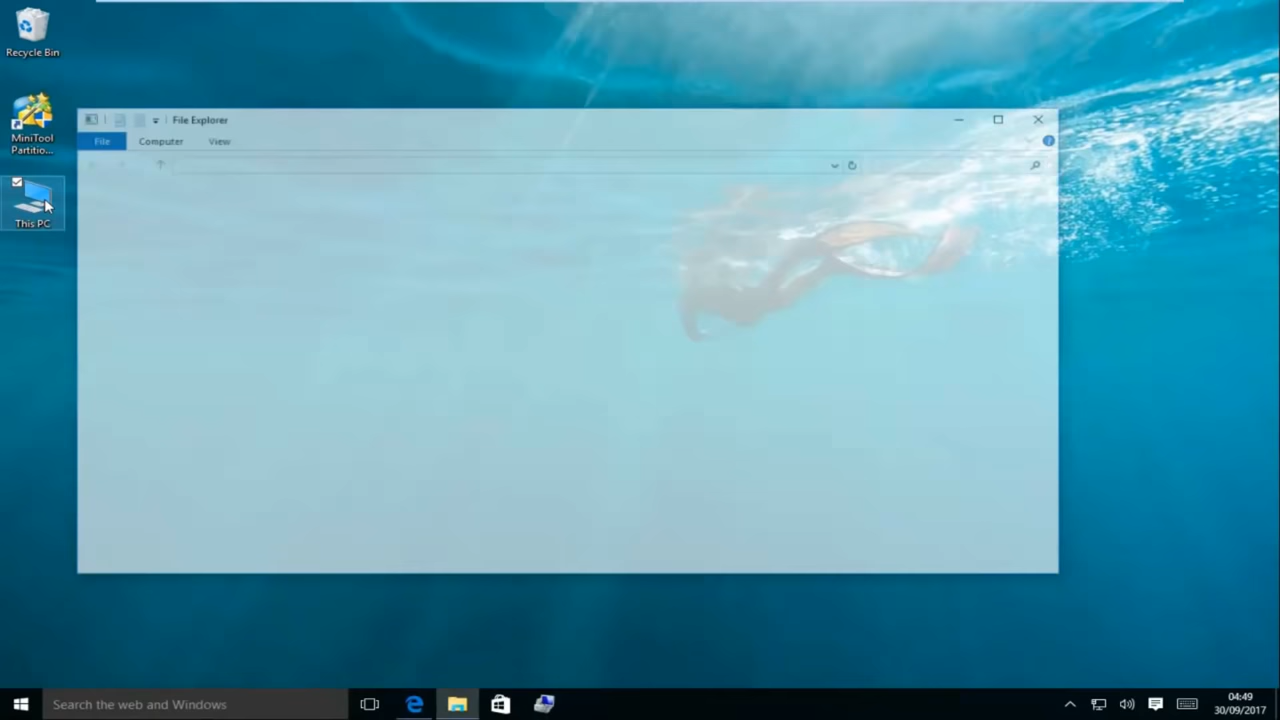 Recycle Bin
MiniTool
Partitio...
This PC
File Explorer
File
Computer
View
Search the web and Windows
04:49
30/09/2017